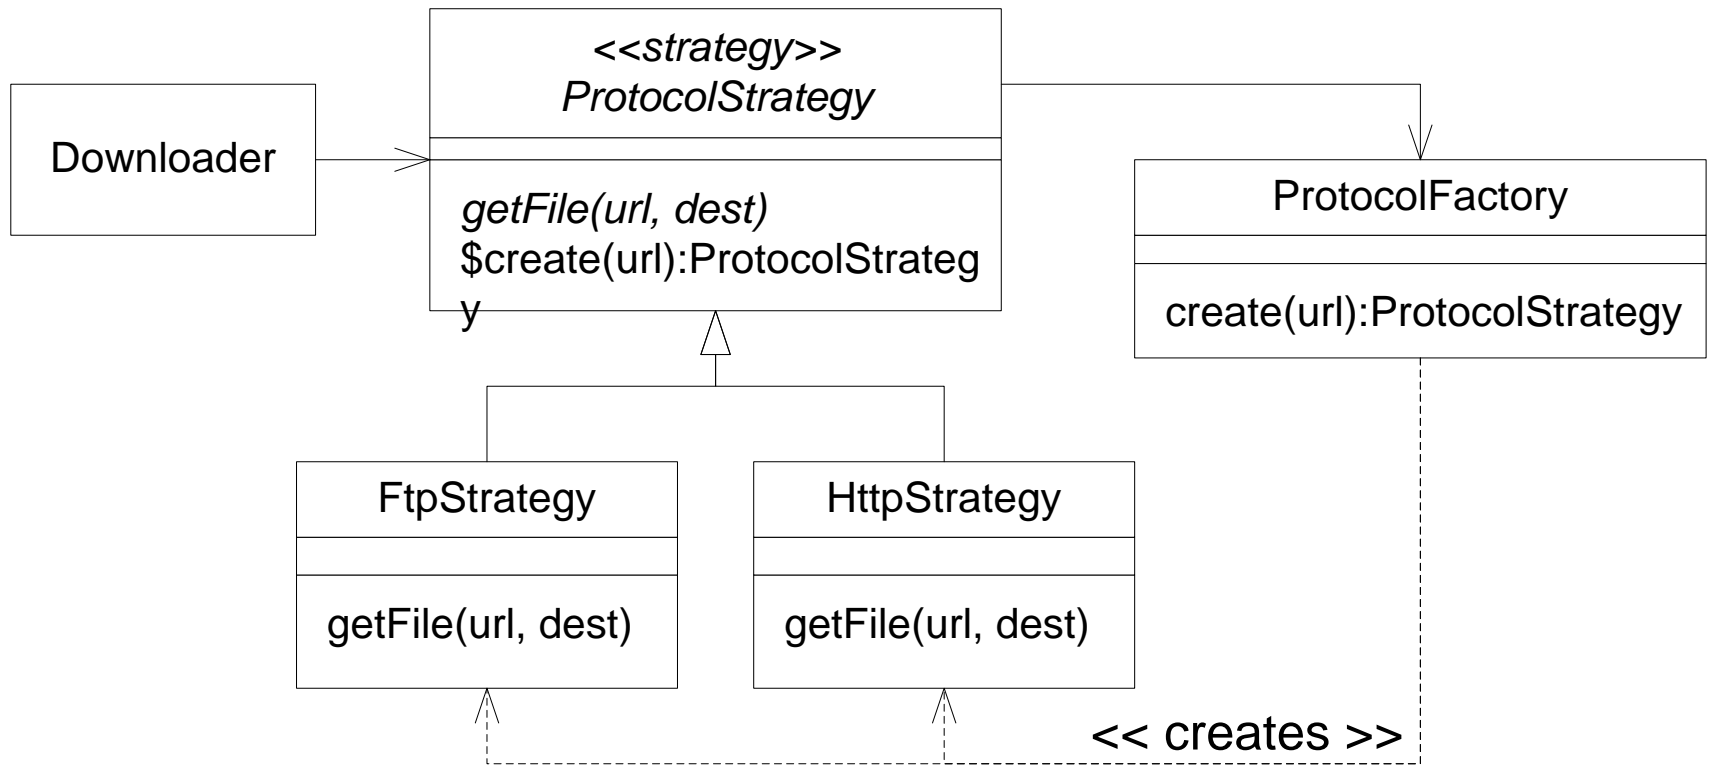 <<strategy>>
ProtocolStrategy
Downloader
getFile(url, dest)
$create(url):ProtocolStrateg
y
ProtocolFactory
create(url):ProtocolStrategy
FtpStrategy
getFile(url, dest)
HttpStrategy
getFile(url, dest)
<< creates >>